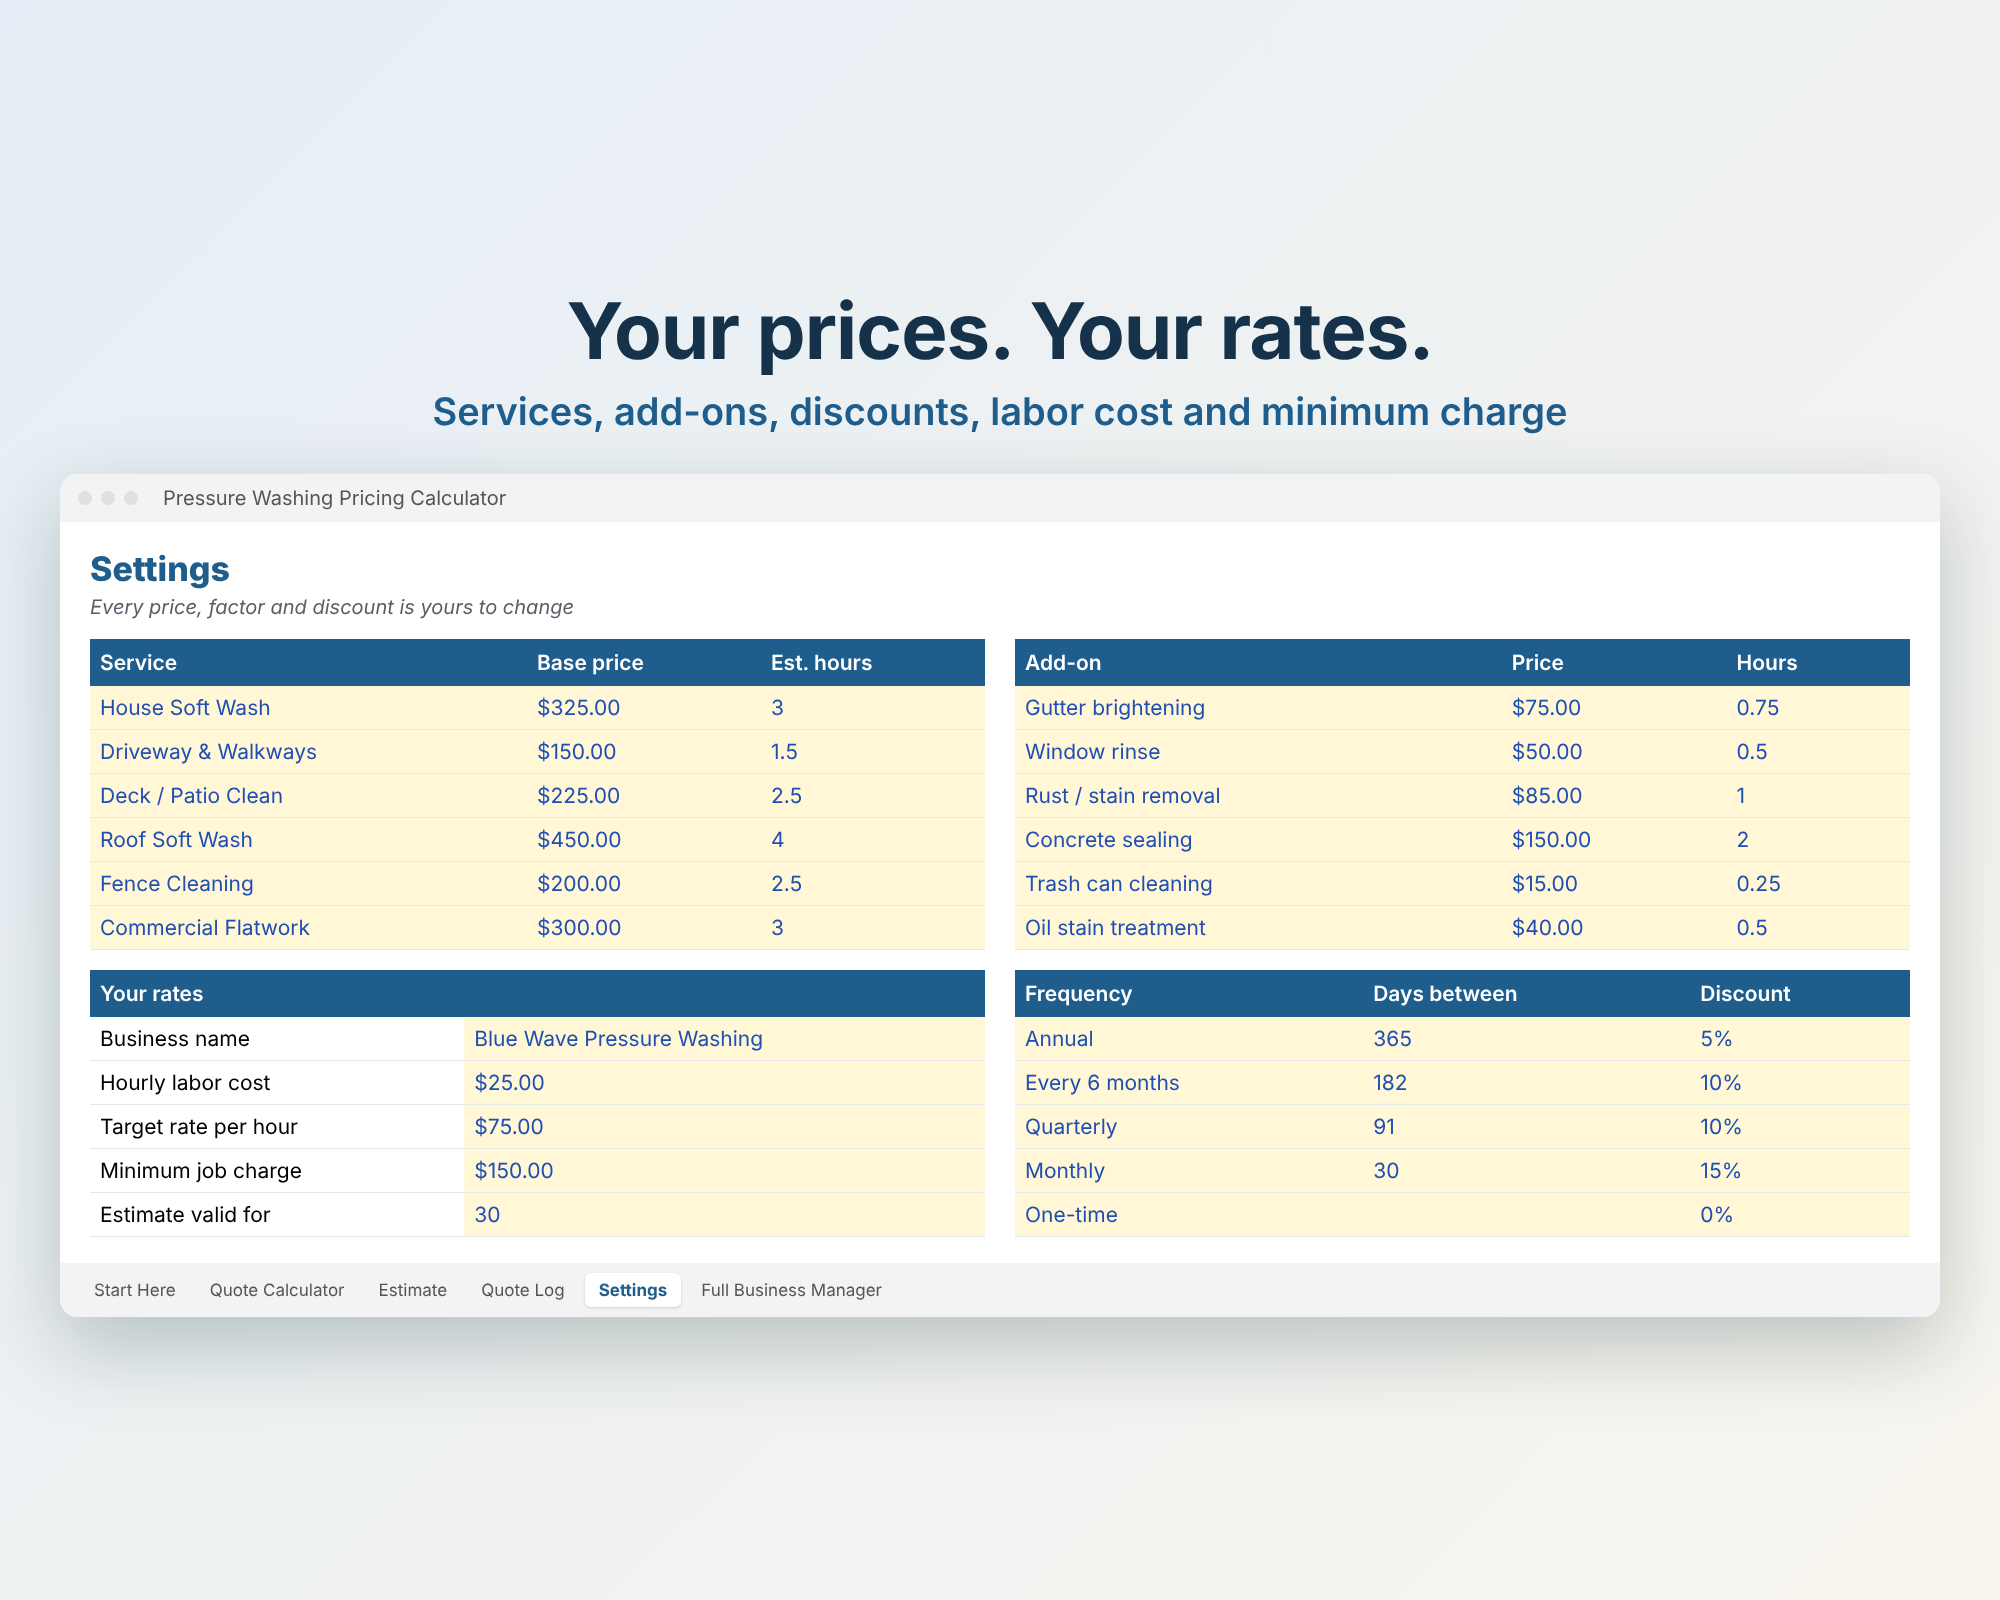 Your prices. Your rates.
Services, add-ons, discounts, labor cost and minimum charge
Pressure Washing Pricing Calculator
Settings
Every price, factor and discount is yours to change
Service Base price Est. hours
House Soft Wash $325.00 3
Driveway & Walkways $150.00 1.5
Deck / Patio Clean $225.00 2.5
Roof Soft Wash $450.00 4
Fence Cleaning $200.00 2.5
Commercial Flatwork $300.00 3
Add-on Price Hours
Gutter brightening $75.00 0.75
Window rinse $50.00 0.5
Rust / stain removal $85.00 1
Concrete sealing $150.00 2
Trash can cleaning $15.00 0.25
Oil stain treatment $40.00 0.5
Your rates
Business name Blue Wave Pressure Washing
Hourly labor cost $25.00
Target rate per hour $75.00
Minimum job charge $150.00
Estimate valid for 30
Frequency Days between Discount
Annual 365 5%
Every 6 months 182 10%
Quarterly 91 10%
Monthly 30 15%
One-time 0%
Start Here Quote Calculator Estimate Quote Log Settings Full Business Manager